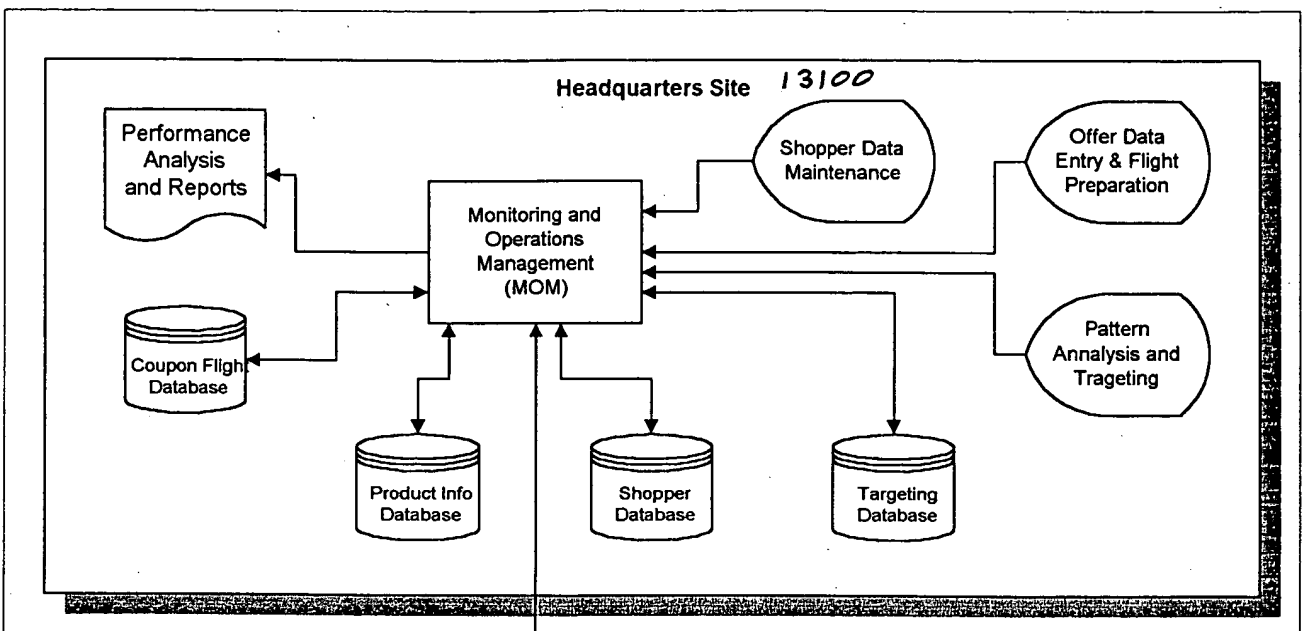 Headquarters Site 13100
Performance
Analysis
and Reports
Shopper Data
Maintenance
Offer Data
Entry & Flight
Preparation
Monitoring and
Operations
Management
(MOM)
Coupon Flight
Database
Pattern
Annalysis and
Trageting
Product Info
Database
Shopper
Database
Targeting
Database